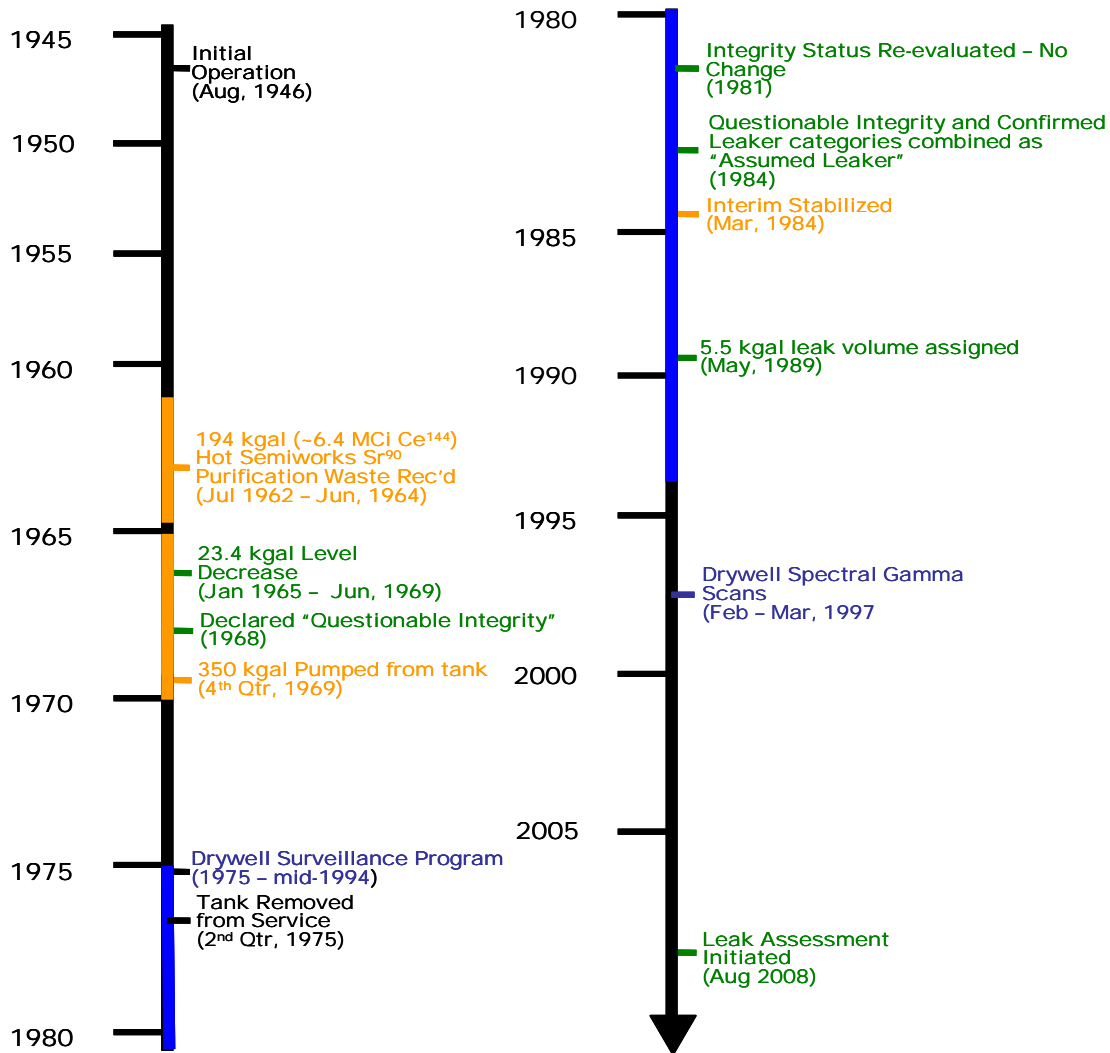 1945
Initial
Operation
(Aug, 1946)
1950
1955
1960
194 kgal (~6.4 MCi Ce¹⁴⁴)
Hot Semiworks Sr⁹⁰
Purification Waste Rec'd
(Jul 1962 – Jun, 1964)
1965
23.4 kgal Level
Decrease
(Jan 1965 – Jun, 1969)
Declared "Questionable Integrity"
(1968)
350 kgal Pumped from tank
(4th Qtr, 1969)
1970
1975
Drywell Surveillance Program
(1975 – mid-1994)
Tank Removed
from Service
(2nd Qtr, 1975)
1980
1980
Integrity Status Re-evaluated – No
Change
(1981)
Questionable Integrity and Confirmed
Leaker categories combined as
"Assumed Leaker"
(1984)
Interim Stabilized
(Mar, 1984)
1985
5.5 kgal leak volume assigned
(May, 1989)
1990
1995
Drywell Spectral Gamma
Scans
(Feb – Mar, 1997
2000
2005
Leak Assessment
Initiated
(Aug 2008)